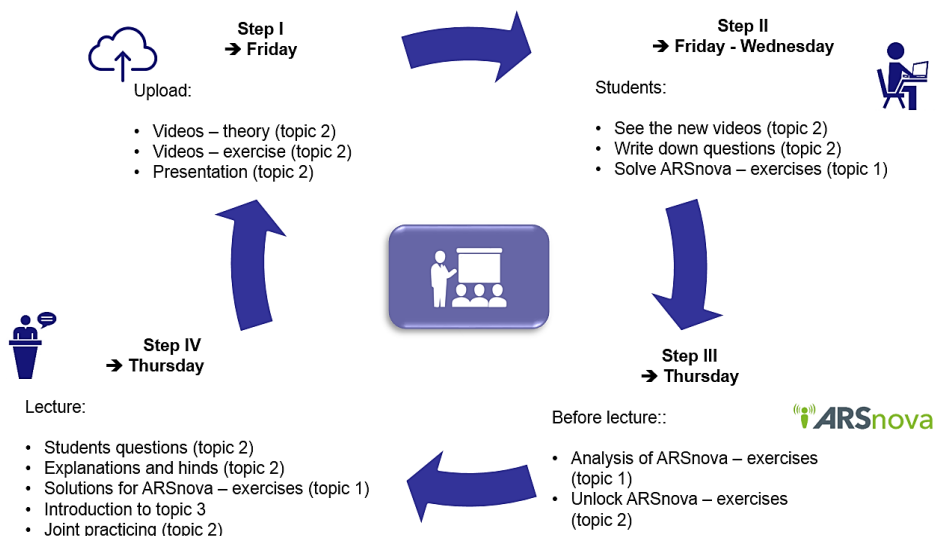 Step I
➔ Friday
Upload:
• Videos – theory (topic 2)
• Videos – exercise (topic 2)
• Presentation (topic 2)
Step II
➔ Friday - Wednesday
Students:
• See the new videos (topic 2)
• Write down questions (topic 2)
• Solve ARSnova – exercises (topic 1)
Step III
➔ Thursday
ARSnova
Before lecture::
• Analysis of ARSnova – exercises
(topic 1)
• Unlock ARSnova – exercises
(topic 2)
Step IV
➔ Thursday
Lecture:
• Students questions (topic 2)
• Explanations and hinds (topic 2)
• Solutions for ARSnova – exercises (topic 1)
• Introduction to topic 3
• Joint practicing (topic 2)